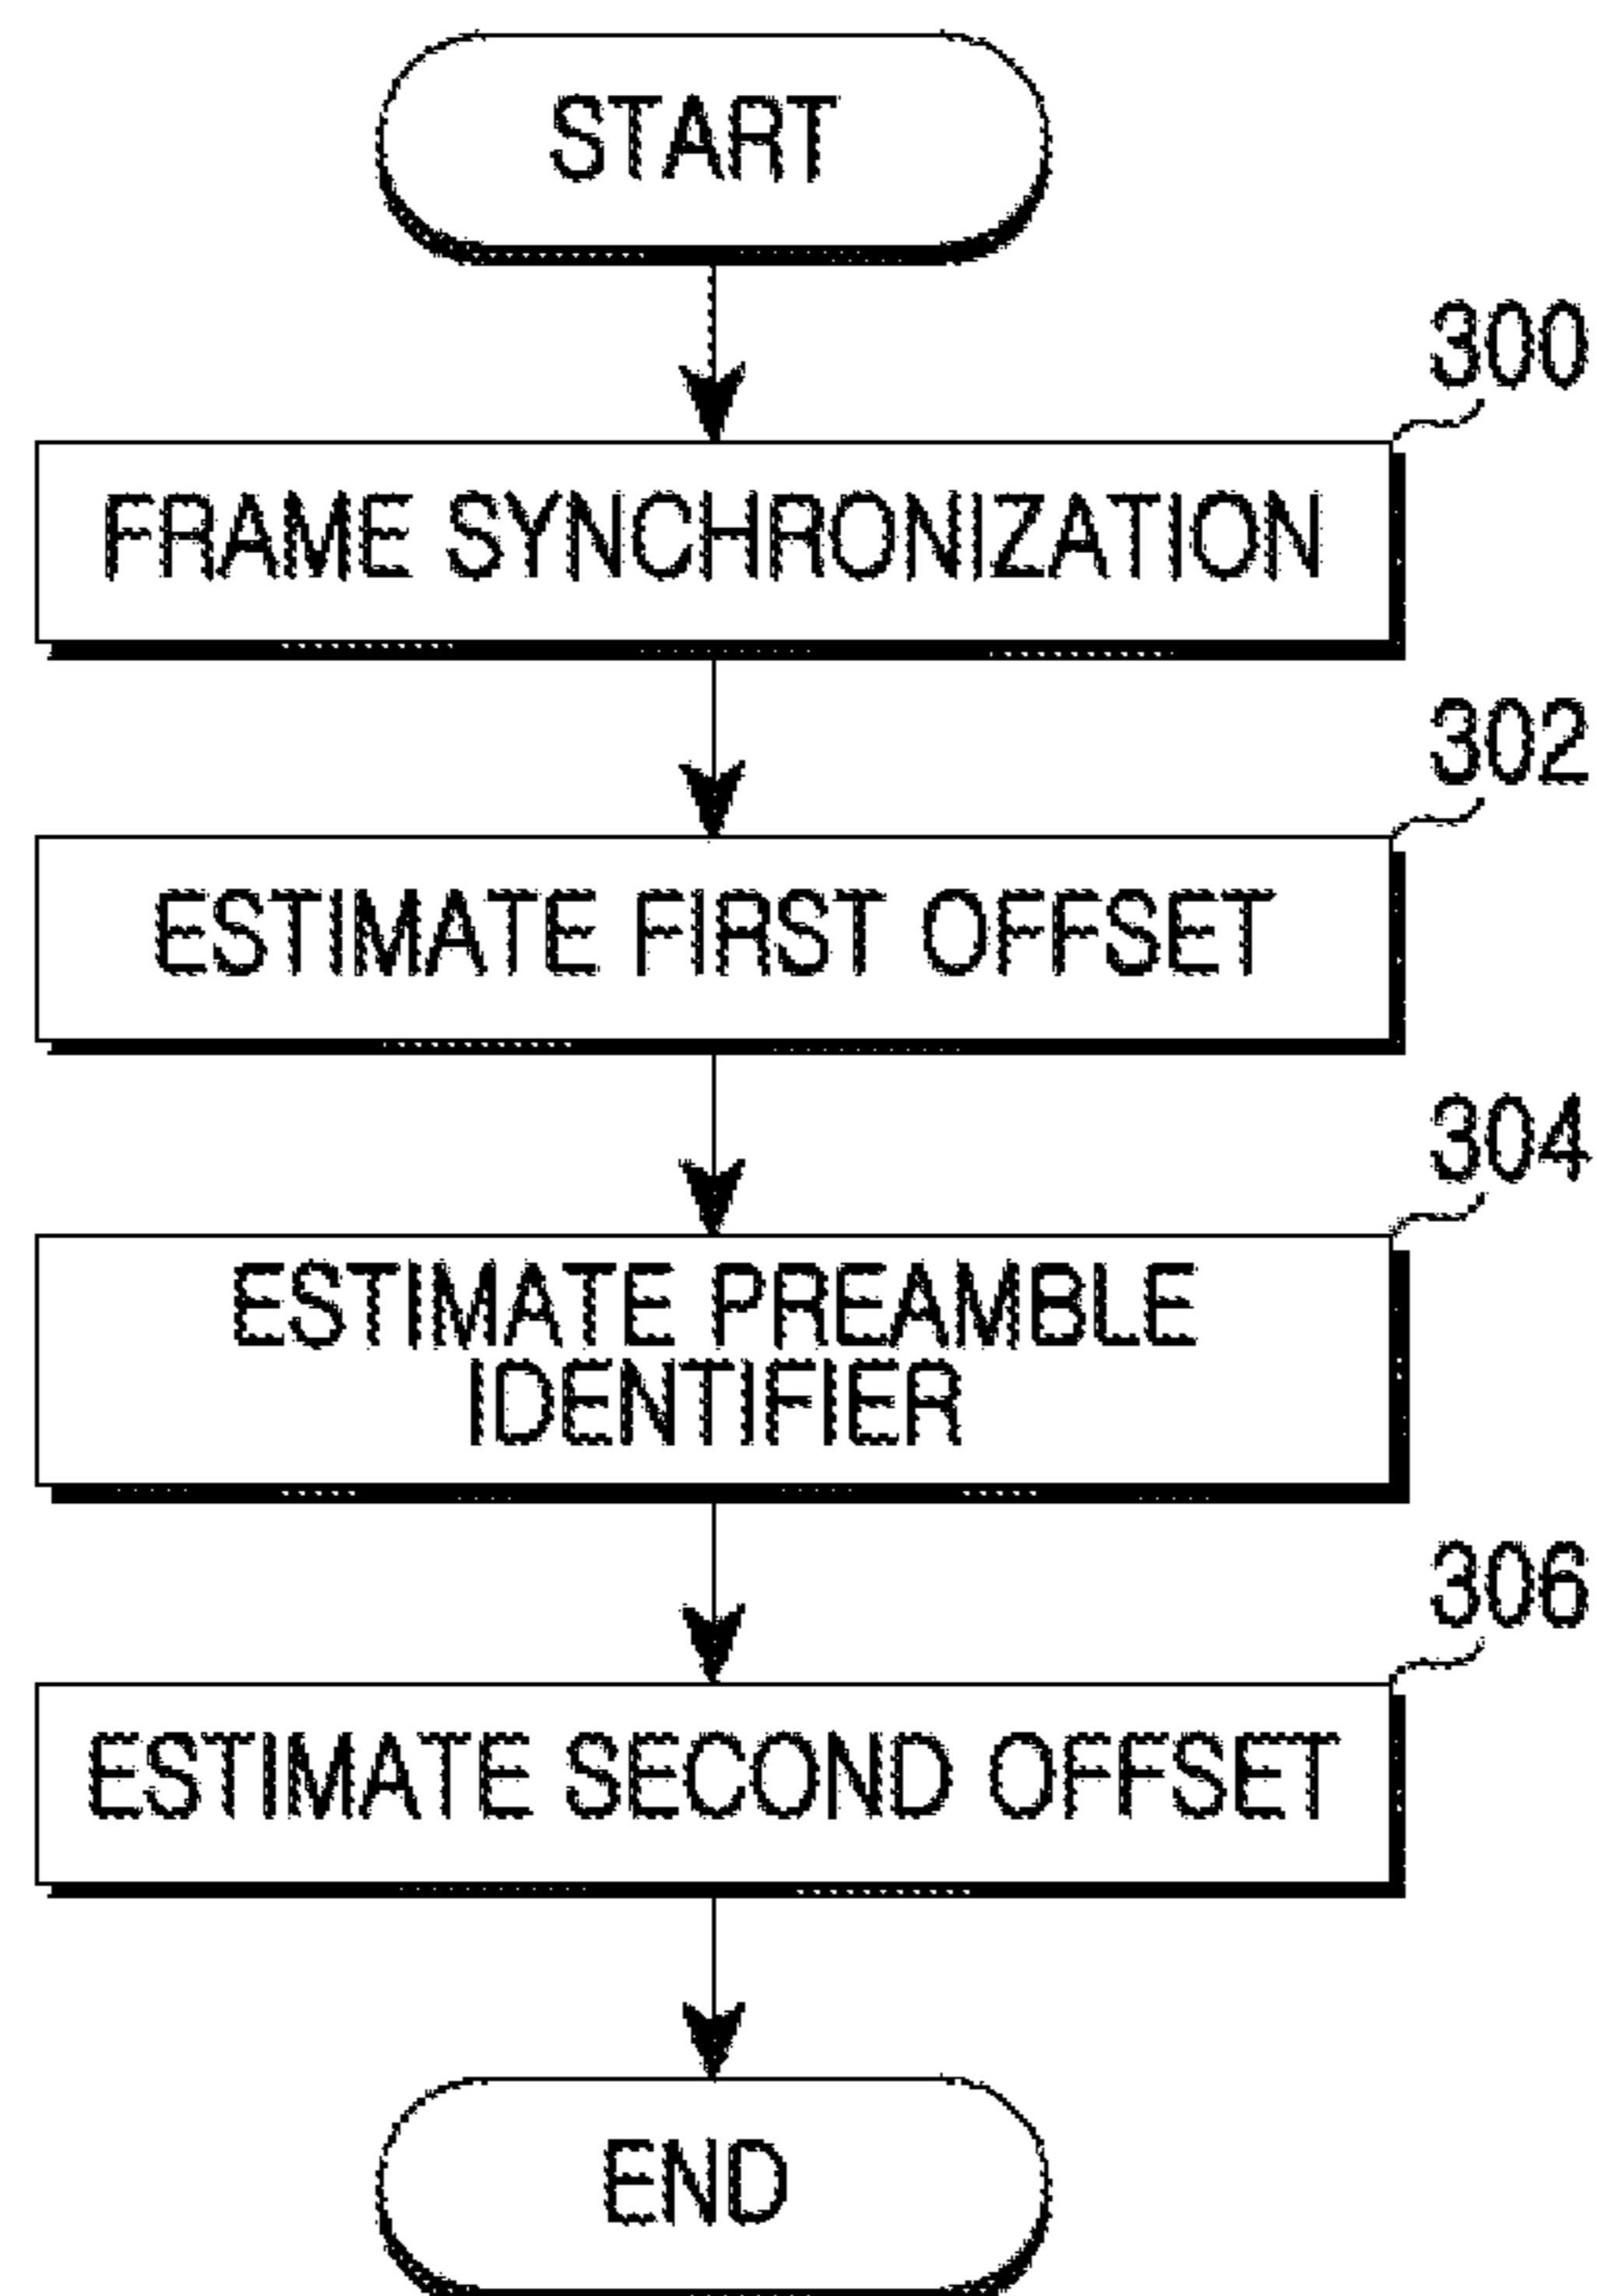 START
300
FRAME SYNCHRONIZATION
302
ESTIMATE FIRST OFFSET
304
ESTIMATE PREAMBLE
IDENTIFIER
306
ESTIMATE SECOND OFFSET
END